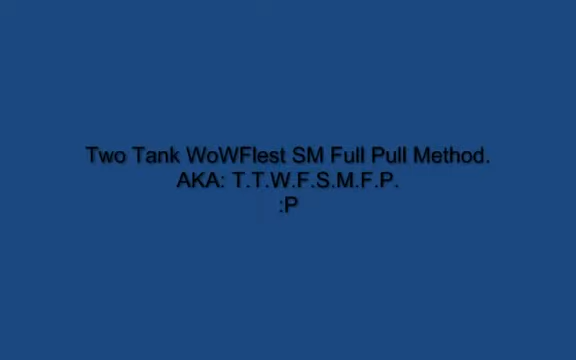 Two Tank WoWFlest SM Full Pull Method.
AKA: T.T.W.F.S.M.F.P.
:P